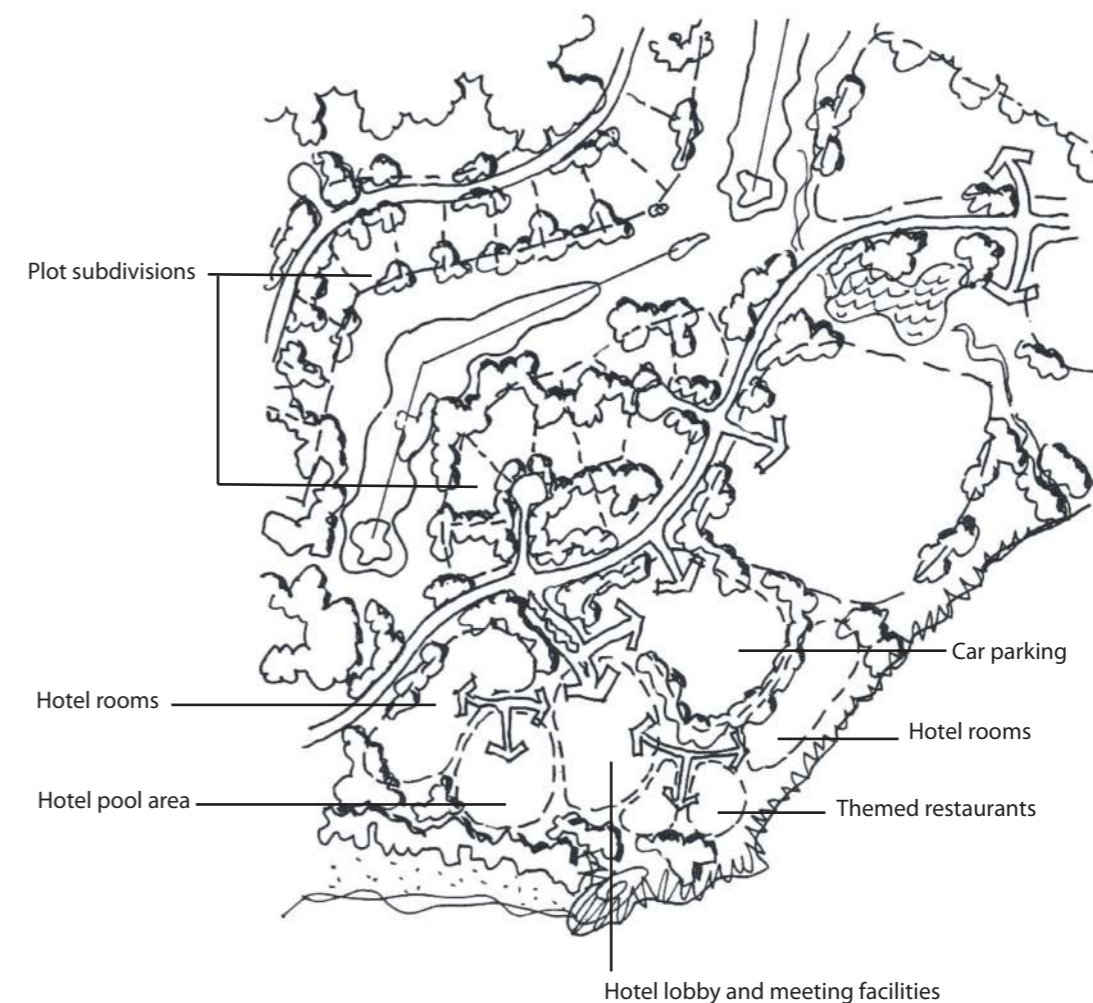 Plot subdivisions
Car parking
Hotel rooms
Hotel rooms
Hotel pool area
Themed restaurants
Hotel lobby and meeting facilities